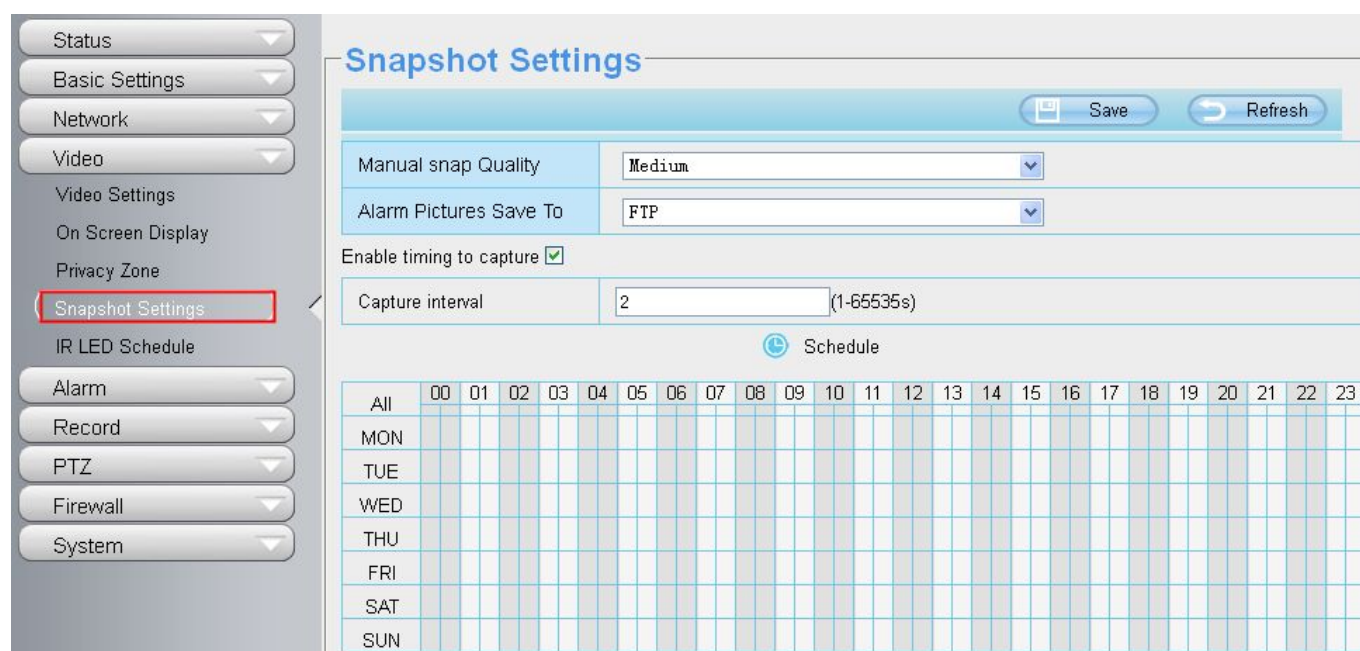 Status
Basic Settings
Network
Video
Video Settings
On Screen Display
Privacy Zone
Snapshot Settings
IR LED Schedule
Alarm
Record
PTZ
Firewall
System
Snapshot Settings
Save Refresh
Manual snap Quality Medium
Alarm Pictures Save To FTP
Enable timing to capture
Capture interval 2 (1-65535s)
Schedule
All 00 01 02 03 04 05 06 07 08 09 10 11 12 13 14 15 16 17 18 19 20 21 22 23
MON
TUE
WED
THU
FRI
SAT
SUN